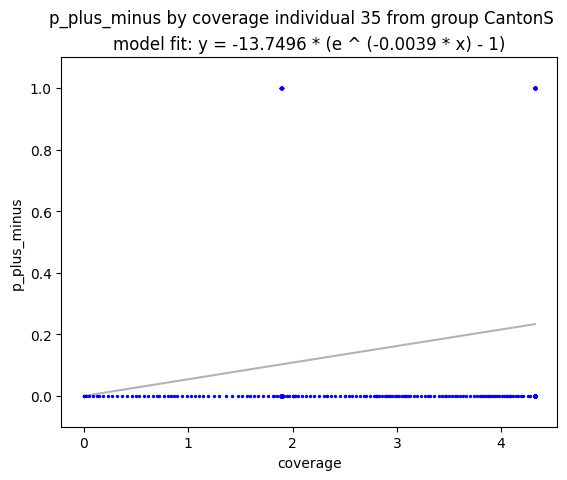 p_plus_minus by coverage individual 35 from group CantonS
model fit: y = -13.7496 * (e ^ (-0.0039 * x) - 1)
1.0
0.8
0.6
0.4
0.2
0.0
p_plus_minus
0 1 2 3 4
coverage